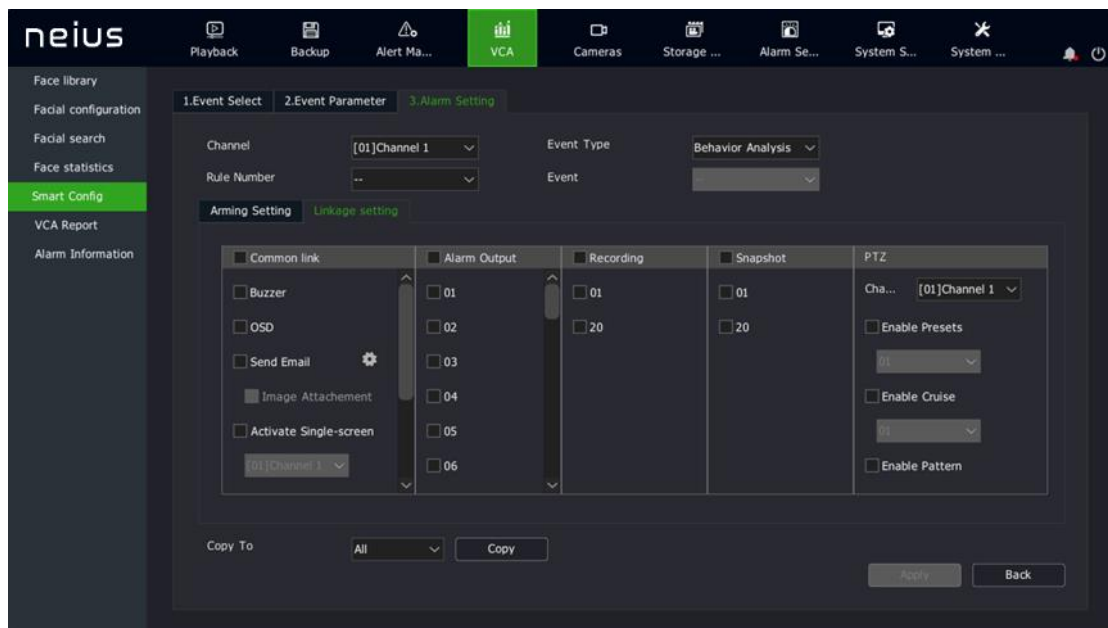 neius
Playback Backup Alert Ma... VCA Cameras Storage ... Alarm Se... System S... System ...
Face library
Facial configuration
Facial search
Face statistics
Smart Config
VCA Report
Alarm Information
1.Event Select 2.Event Parameter 3.Alarm Setting
Channel [01]Channel 1 Event Type Behavior Analysis
Rule Number -- Event --
Arming Setting Linkage setting
Common link Alarm Output Recording Snapshot PTZ
Buzzer 01 01 01 Cha... [01]Channel 1
OSD 02 20 20 Enable Presets
Send Email 03 01
Image Attachement 04 Enable Cruise
Activate Single-screen 05 01
[01]Channel 1 06 Enable Pattern
Copy To All Copy
Apply Back